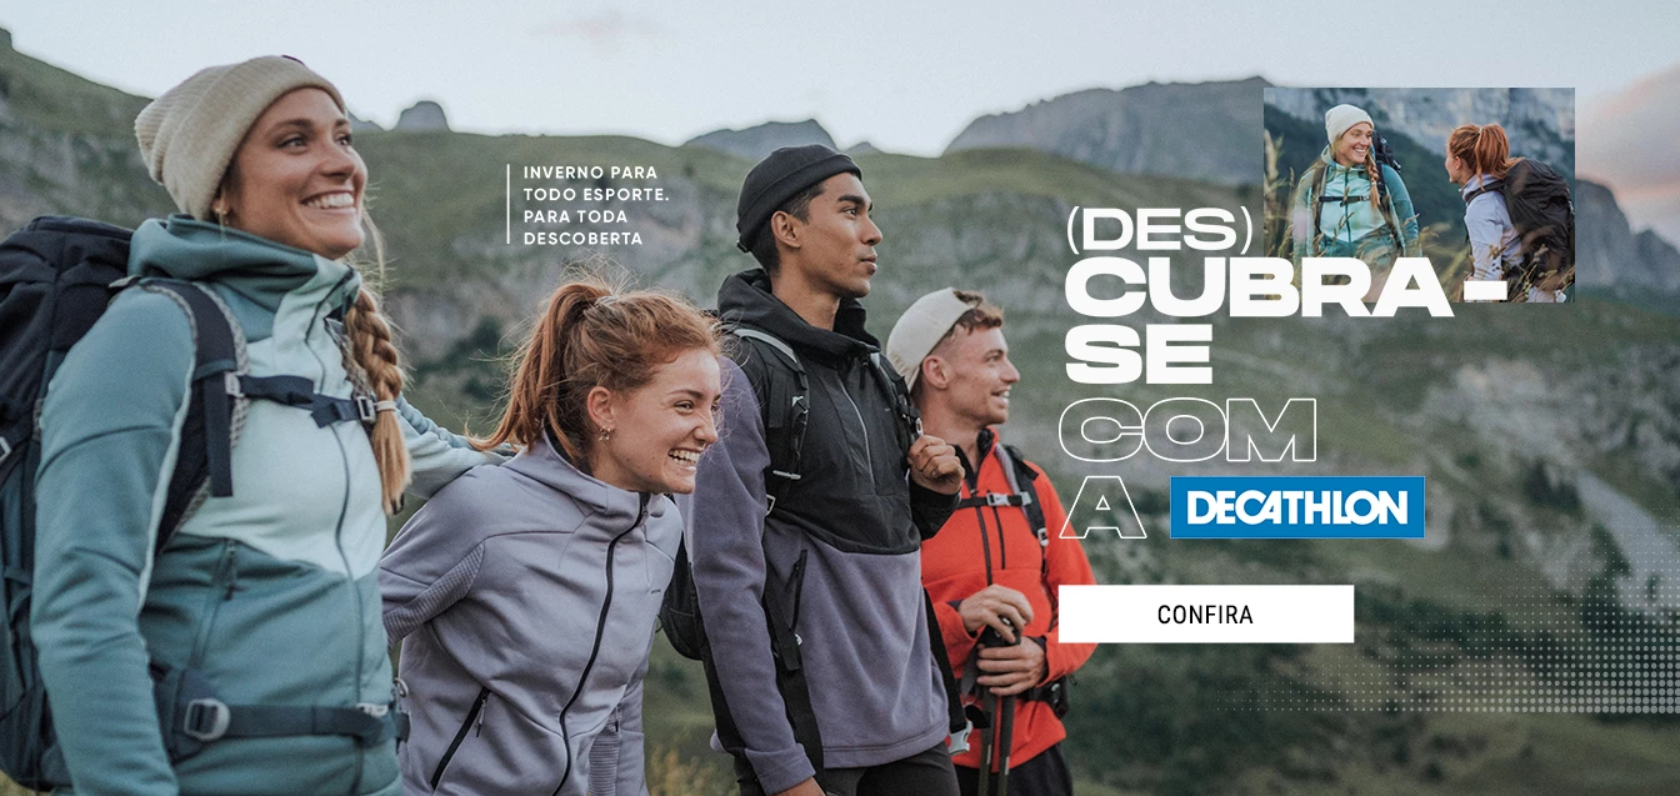 INVERNO PARA
TODO ESPORTE.
PARA TODA
DESCOBERTA
(DES)
CUBRA-
SE
COM
A DECATHLON
CONFIRA